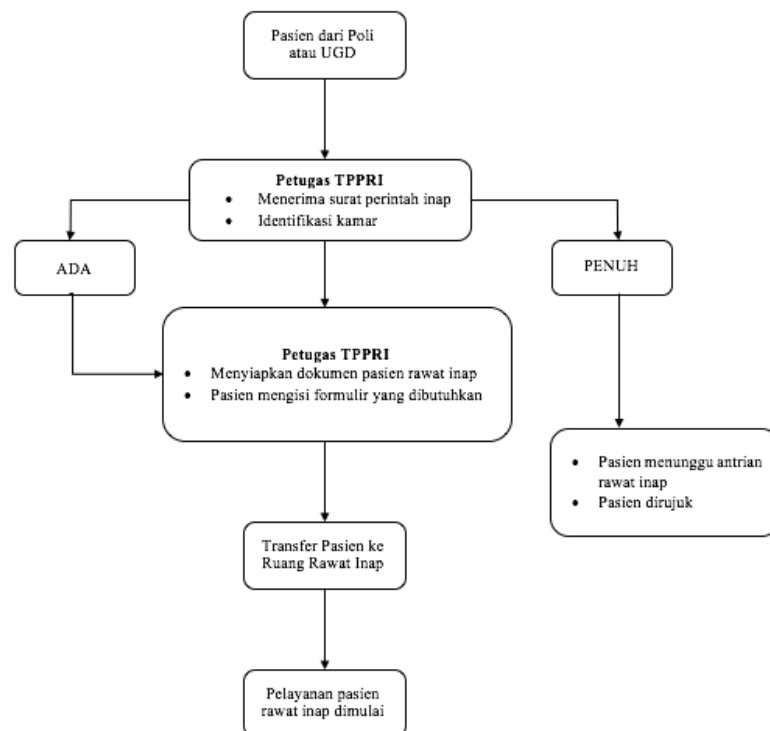 Pasien dari Poli
atau UGD
Petugas TPPRI
• Menerima surat perintah inap
• Identifikasi kamar
ADA
PENUH
Petugas TPPRI
• Menyiapkan dokumen pasien rawat inap
• Pasien mengisi formulir yang dibutuhkan
• Pasien menunggu antrian
rawat inap
• Pasien dirujuk
Transfer Pasien ke
Ruang Rawat Inap
Pelayanan pasien
rawat inap dimulai